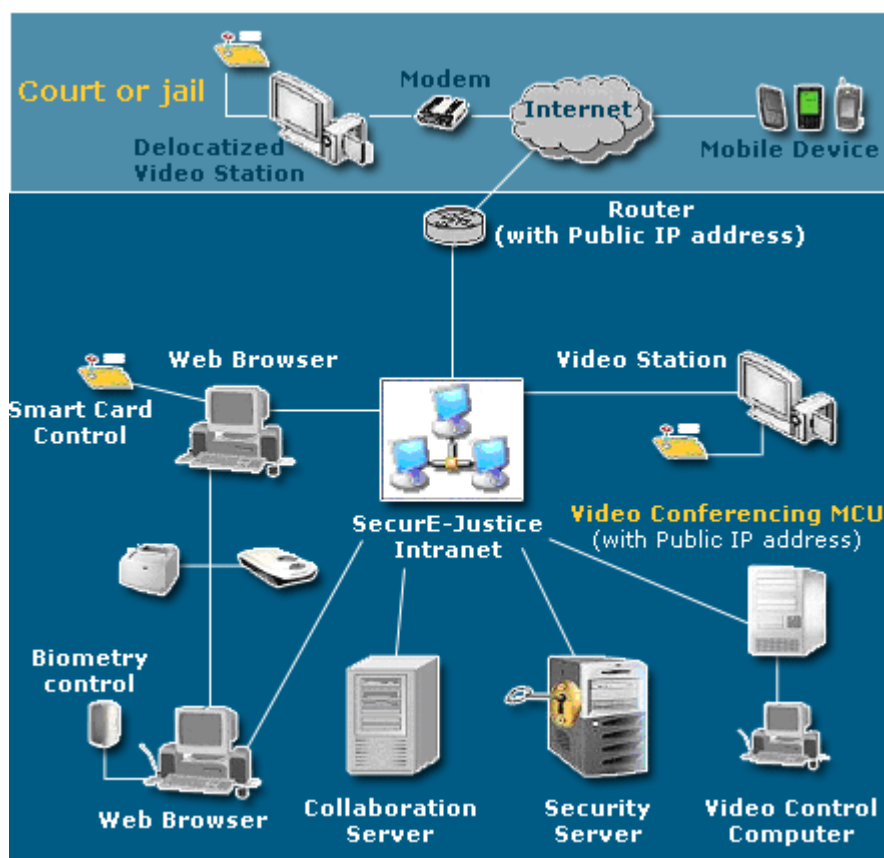 Court or jail
Delocatized
Video Station
Modem
Internet
Mobile Device
Router
(with Public IP address)
Web Browser
Video Station
Smart Card
Control
SecurE-Justice
Intranet
Video Conferencing MCU
(with Public IP address)
Biometry
control
Web Browser
Collaboration
Server
Security
Server
Video Control
Computer